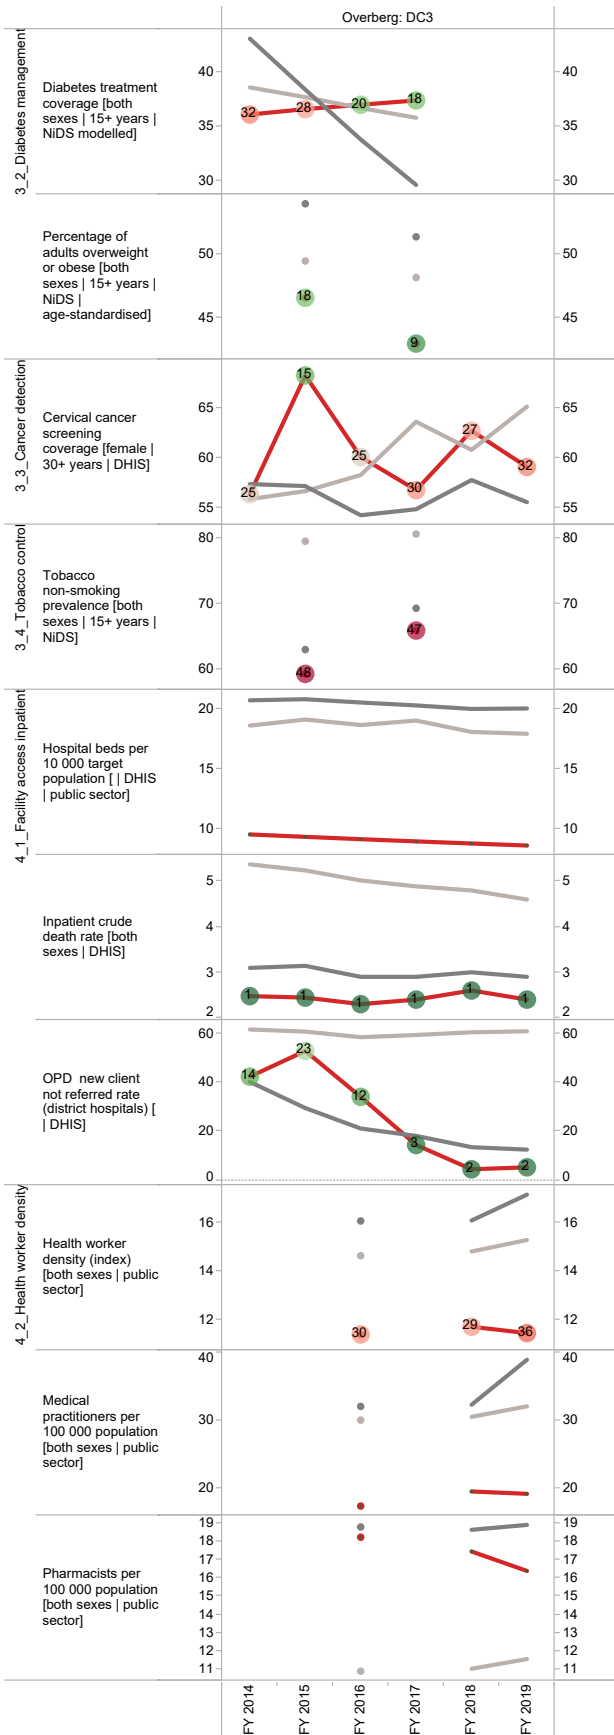 Overberg: DC3
3_2_Diabetes management
Diabetes treatment
coverage [both
sexes | 15+ years |
NiDS modelled]
40
35
30
32
28
20
18
40
35
30
Percentage of
adults overweight
or obese [both
sexes | 15+ years |
NiDS |
age-standardised]
50
45
18
9
50
45
3_3_Cancer detection
Cervical cancer
screening
coverage [female |
30+ years | DHIS]
65
60
55
25
15
25
30
27
32
65
60
55
3_4_Tobacco control
Tobacco
non-smoking
prevalence [both
sexes | 15+ years |
NiDS]
80
70
60
48
47
80
70
60
4_1_Facility access inpatient
Hospital beds per
10 000 target
population [ | DHIS
| public sector]
20
15
10
20
15
10
Inpatient crude
death rate [both
sexes | DHIS]
5
4
3
2
1
1
1
1
1
1
5
4
3
2
OPD  new client
not referred rate
(district hospitals) [
| DHIS]
60
40
20
0
14
23
12
3
2
2
60
40
20
0
4_2_Health worker density
Health worker
density (index)
[both sexes | public
sector]
16
14
12
30
29
36
16
14
12
Medical
practitioners per
100 000 population
[both sexes | public
sector]
40
30
20
40
30
20
Pharmacists per
100 000 population
[both sexes | public
sector]
19
18
17
16
15
14
13
12
11
19
18
17
16
15
14
13
12
11
FY 2014
FY 2015
FY 2016
FY 2017
FY 2018
FY 2019